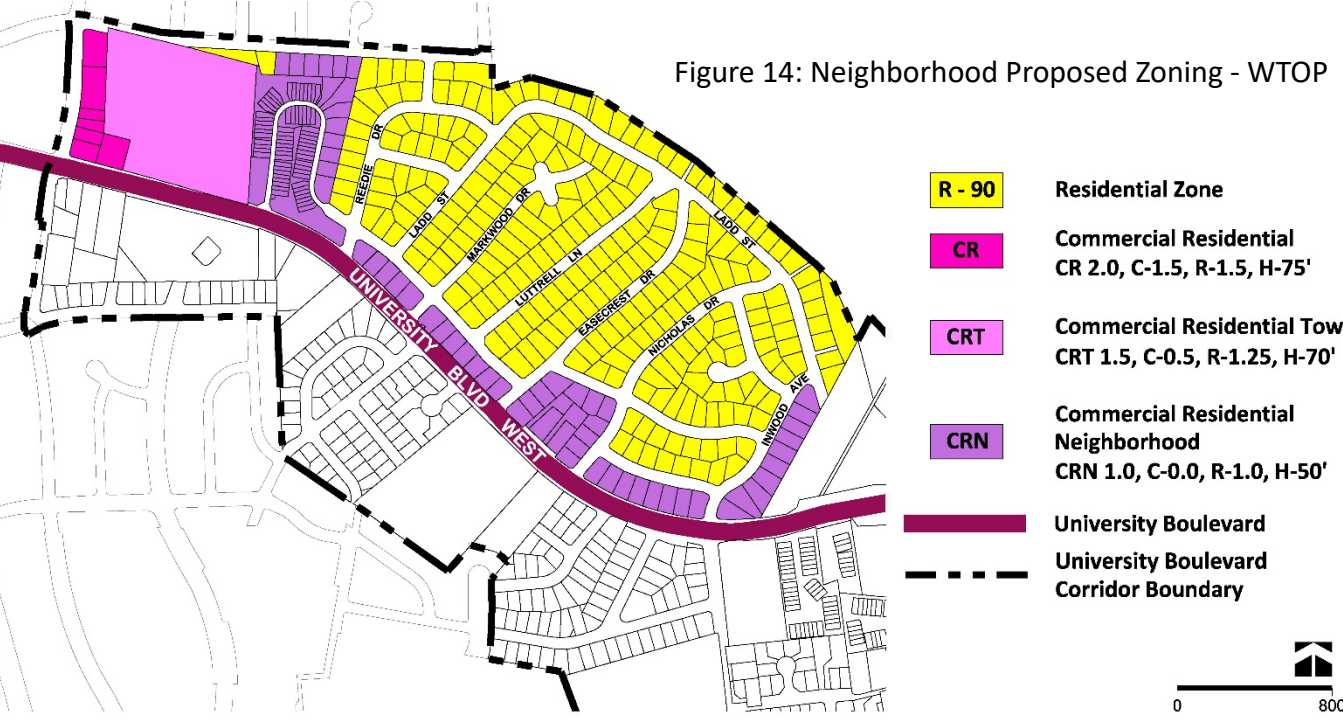 Figure 14: Neighborhood Proposed Zoning - WTOP
R - 90
Residential Zone
CR
Commercial Residential
CR 2.0, C-1.5, R-1.5, H-75'
CRT
Commercial Residential Tow
CRT 1.5, C-0.5, R-1.25, H-70'
CRN
Commercial Residential
Neighborhood
CRN 1.0, C-0.0, R-1.0, H-50'
University Boulevard
University Boulevard
Corridor Boundary
0 800
REEDIE DR
LADD ST
MARKWOOD DR
LUTTRELL LN
EASECREST DR
LADD ST
NICHOLAS DR
INWOOD AVE
UNIVERSITY BLVD WEST